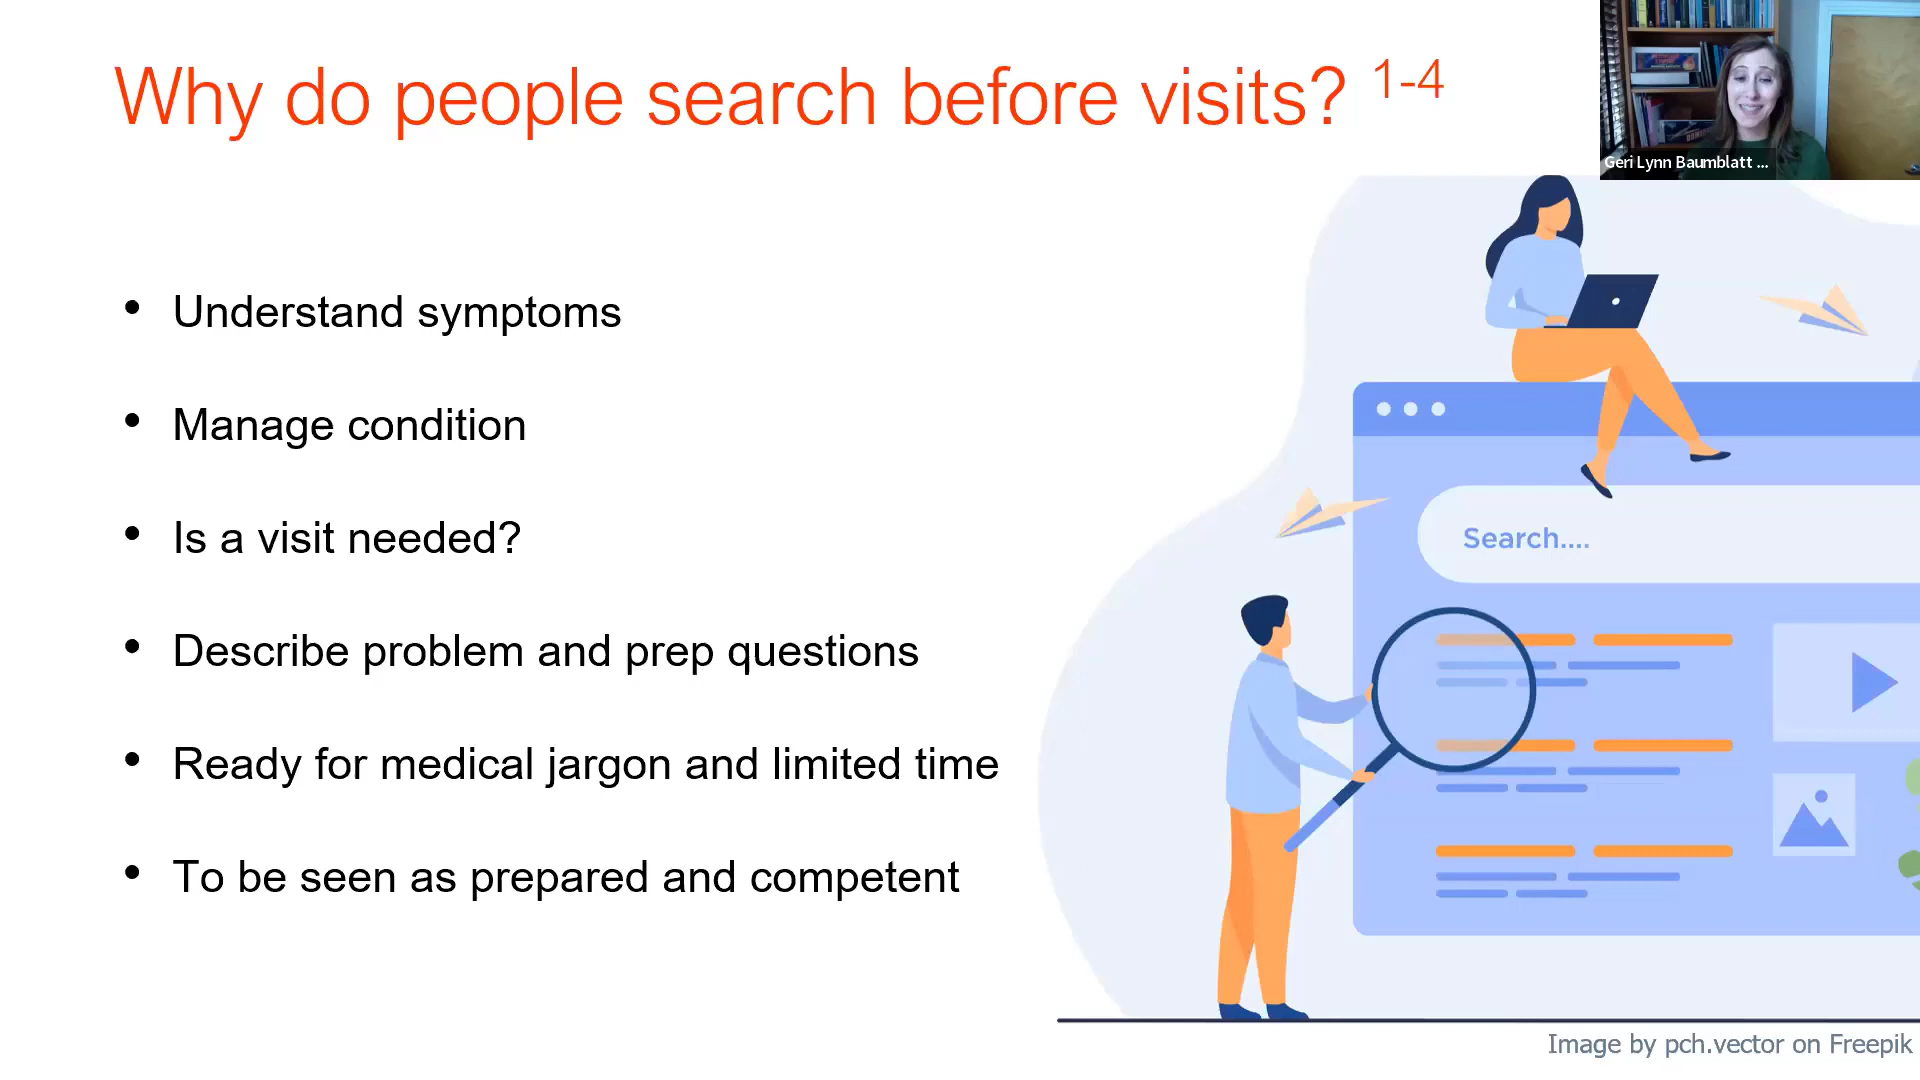 Why do people search before visits? 1-4
Geri Lynn Baumblatt ...
• Understand symptoms
• Manage condition
• Is a visit needed?
• Describe problem and prep questions
• Ready for medical jargon and limited time
• To be seen as prepared and competent
Search....
Image by pch.vector on Freepik